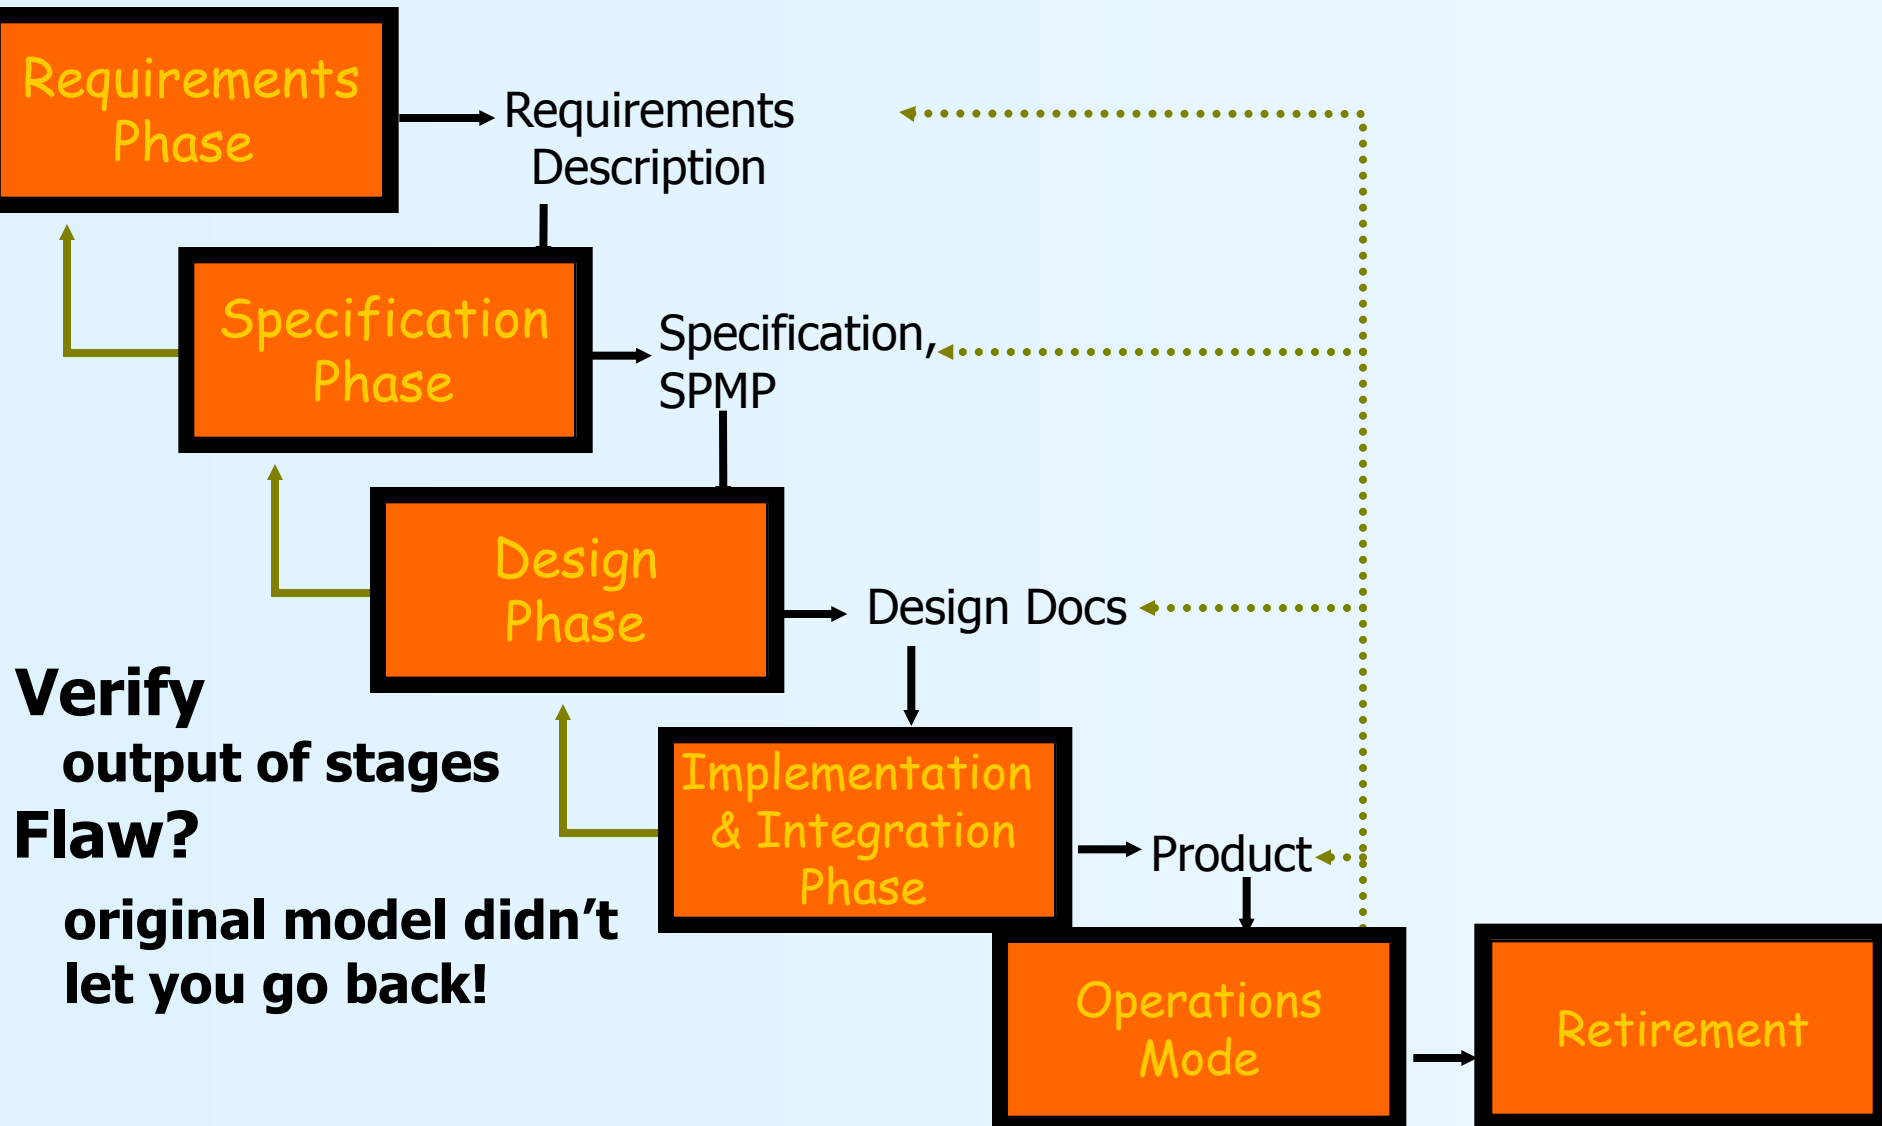 Requirements
Phase
Requirements
Description
Specification
Phase
Specification,
SPMP
Design
Phase
Design Docs
Verify
output of stages
Flaw?
original model didn’t
let you go back!
Implementation
& Integration
Phase
Product
Operations
Mode
Retirement